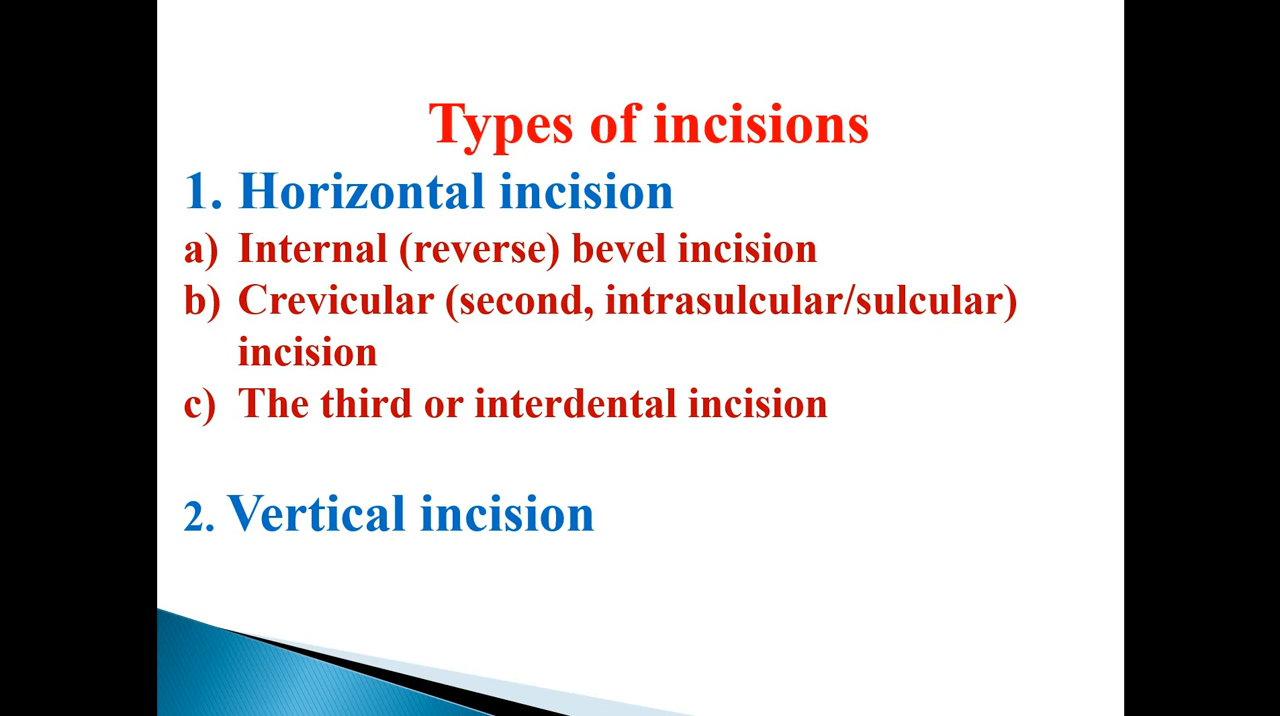 Types of incisions
1. Horizontal incision
a) Internal (reverse) bevel incision
b) Crevicular (second, intrasulcular/sulcular)
incision
c) The third or interdental incision
2. Vertical incision